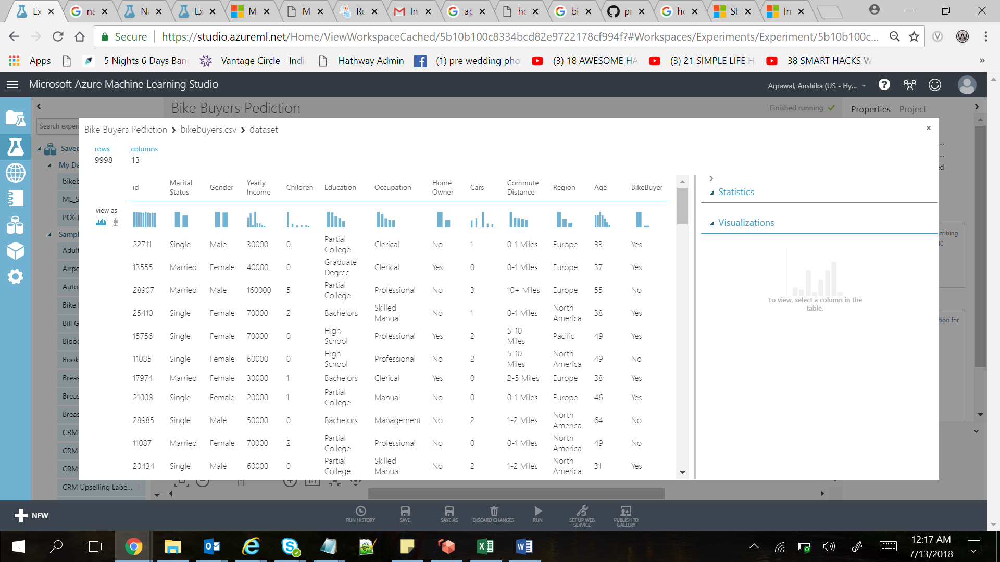 Ex
na
Na
Ex
M
M
Re
In
ap
he
bi
pr
ho
St
In
Secure
https://studio.azureml.net/Home/ViewWorkspaceCached/5b10b100c8334bcd82e9722178cf994f?#Workspaces/Experiments/Experiment/5b10b100c...
Apps
5 Nights 6 Days Ban
Vantage Circle - Indi
Hathway Admin
(1) pre wedding pho
(3) 18 AWESOME HA
(3) 21 SIMPLE LIFE H
38 SMART HACKS W
»
Microsoft Azure Machine Learning Studio
Agrawal, Anshika (US - Hy...
Bike Buyers Pediction
Finished running
Properties Project
Search experi
Saved
My Da
bikeb
ML_S
POCT
Sampl
Adult
Airpo
Autor
Bike
Bill G
Blooc
Book
Breas
Breas
Breas
CRM
CRM
CRM
CRM Upselling Labe...
Bike Buyers Pediction > bikebuyers.csv > dataset
rows columns
9998 13
id Marital Status Gender Yearly Income Children Education Occupation Home Owner Cars Commute Distance Region Age BikeBuyer
view as
22711 Single Male 30000 0 Partial College Clerical No 1 0-1 Miles Europe 33 Yes
13555 Married Female 40000 0 Graduate Degree Clerical Yes 0 0-1 Miles Europe 37 Yes
28907 Married Male 160000 5 Partial College Professional No 3 10+ Miles Europe 55 No
25410 Single Female 70000 2 Bachelors Skilled Manual No 1 0-1 Miles North America 38 Yes
15756 Single Female 70000 0 High School Professional Yes 2 5-10 Miles Pacific 49 Yes
11085 Single Female 60000 0 High School Professional No 2 5-10 Miles North America 49 No
17974 Married Female 30000 1 Bachelors Clerical Yes 0 2-5 Miles Europe 38 Yes
21008 Single Female 20000 1 Partial College Manual No 0 0-1 Miles Europe 46 Yes
28985 Single Male 50000 0 Bachelors Management No 2 1-2 Miles North America 64 No
11087 Married Female 70000 2 Partial College Professional No 0 0-1 Miles North America 49 No
20434 Single Male 60000 0 Partial College Skilled Manual No 2 1-2 Miles North America 31 Yes
Statistics
Visualizations
To view, select a column in the
table.
...
...
ed
cribing
40
tion for
NEW
RUN HISTORY
SAVE
SAVE AS
DISCARD CHANGES
RUN
SET UP WEB
SERVICE
PUBLISH TO
GALLERY
12:17 AM
7/13/2018